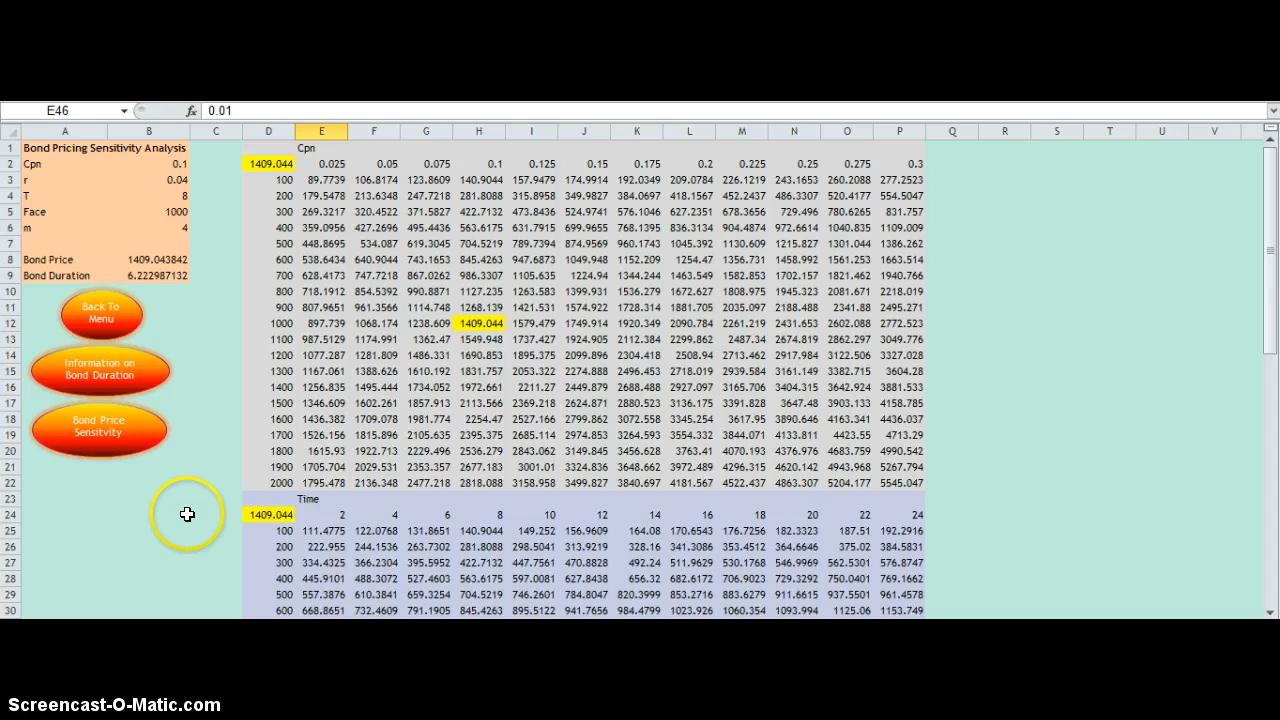 E46 fx 0.01
A B C D E F G H I J K L M N O P Q R S T U V
1 Bond Pricing Sensitivity Analysis Cpn
2 Cpn 0.1 1409.044 0.025 0.05 0.075 0.1 0.125 0.15 0.175 0.2 0.225 0.25 0.275 0.3
3 r 0.04 100 89.7739 106.8174 123.8609 140.9044 157.9479 174.9914 192.0349 209.0784 226.1219 243.1653 260.2088 277.2523
4 T 8 200 179.5478 213.6348 247.7218 281.8088 315.8958 349.9827 384.0697 418.1567 452.2437 486.3307 520.4177 554.5047
5 Face 1000 300 269.3217 320.4522 371.5827 422.7132 473.8436 524.9741 576.1046 627.2351 678.3656 729.496 780.6265 831.757
6 m 4 400 359.0956 427.2696 495.4436 563.6175 631.7915 699.9655 768.1395 836.3134 904.4874 972.6614 1040.835 1109.009
7 500 448.8695 534.087 619.3045 704.5219 789.7394 874.9569 960.1743 1045.392 1130.609 1215.827 1301.044 1386.262
8 Bond Price 1409.043842 600 538.6434 640.9044 743.1653 845.4263 947.6873 1049.948 1152.209 1254.47 1356.731 1458.992 1561.253 1663.514
9 Bond Duration 6.222987132 700 628.4173 747.7218 867.0262 986.3307 1105.635 1224.94 1344.244 1463.549 1582.853 1702.157 1821.462 1940.766
10 800 718.1912 854.5392 990.8871 1127.235 1263.583 1399.931 1536.279 1672.627 1808.975 1945.323 2081.671 2218.019
11 Back To 900 807.9651 961.3566 1114.748 1268.139 1421.531 1574.922 1728.314 1881.705 2035.097 2188.488 2341.88 2495.271
12 Menu 1000 897.739 1068.174 1238.609 1409.044 1579.479 1749.914 1920.349 2090.784 2261.219 2431.653 2602.088 2772.523
13 1100 987.5129 1174.991 1362.47 1549.948 1737.427 1924.905 2112.384 2299.862 2487.34 2674.819 2862.297 3049.776
14 1200 1077.287 1281.809 1486.331 1690.853 1895.375 2099.896 2304.418 2508.94 2713.462 2917.984 3122.506 3327.028
15 Information on Bond Duration 1300 1167.061 1388.626 1610.192 1831.757 2053.322 2274.888 2496.453 2718.019 2939.584 3161.149 3382.715 3604.28
16 1400 1256.835 1495.444 1734.052 1972.661 2211.27 2449.879 2688.488 2927.097 3165.706 3404.315 3642.924 3881.533
17 1500 1346.609 1602.261 1857.913 2113.566 2369.218 2624.871 2880.523 3136.175 3391.828 3647.48 3903.133 4158.785
18 Bond Price 1600 1436.382 1709.078 1981.774 2254.47 2527.166 2799.862 3072.558 3345.254 3617.95 3890.646 4163.341 4436.037
19 Sensitvity 1700 1526.156 1815.896 2105.635 2395.375 2685.114 2974.853 3264.593 3554.332 3844.071 4133.811 4423.55 4713.29
20 1800 1615.93 1922.713 2229.496 2536.279 2843.062 3149.845 3456.628 3763.41 4070.193 4376.976 4683.759 4990.542
21 1900 1705.704 2029.531 2353.357 2677.183 3001.01 3324.836 3648.662 3972.489 4296.315 4620.142 4943.968 5267.794
22 2000 1795.478 2136.348 2477.218 2818.088 3158.958 3499.827 3840.697 4181.567 4522.437 4863.307 5204.177 5545.047
23 Time
24 1409.044 2 4 6 8 10 12 14 16 18 20 22 24
25 100 111.4775 122.0768 131.8651 140.9044 149.252 156.9609 164.08 170.6543 176.7256 182.3323 187.51 192.2916
26 200 222.955 244.1536 263.7302 281.8088 298.5041 313.9219 328.16 341.3086 353.4512 364.6646 375.02 384.5831
27 300 334.4325 366.2304 395.5952 422.7132 447.7561 470.8828 492.24 511.9629 530.1768 546.9969 562.5301 576.8747
28 400 445.9101 488.3072 527.4603 563.6175 597.0081 627.8438 656.32 682.6172 706.9023 729.3292 750.0401 769.1662
29 500 557.3876 610.3841 659.3254 704.5219 746.2601 784.8047 820.3999 853.2716 883.6279 911.6615 937.5501 961.4578
30 600 668.8651 732.4609 791.1905 845.4263 895.5122 941.7656 984.4799 1023.926 1060.354 1093.994 1125.06 1153.749
Screencast-O-Matic.com